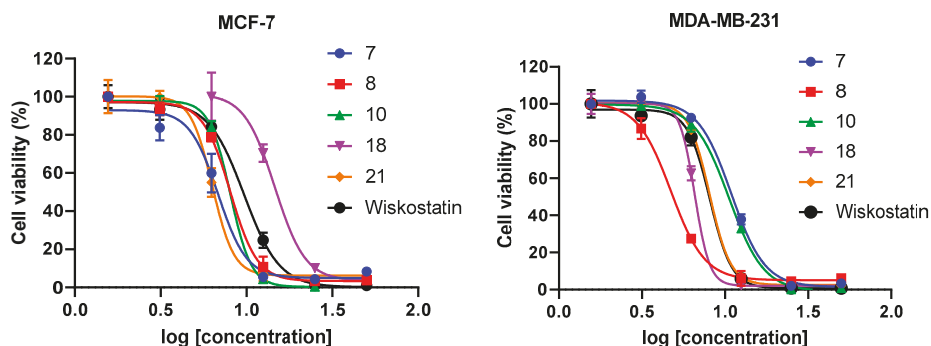 MCF-7
Cell viability (%)
120
100
80
60
40
20
0
0.0 0.5 1.0 1.5 2.0
log [concentration]
7
8
10
18
21
Wiskostatin
MDA-MB-231
Cell viability (%)
120
100
80
60
40
20
0
0.0 0.5 1.0 1.5 2.0
log [concentration]
7
8
10
18
21
Wiskostatin